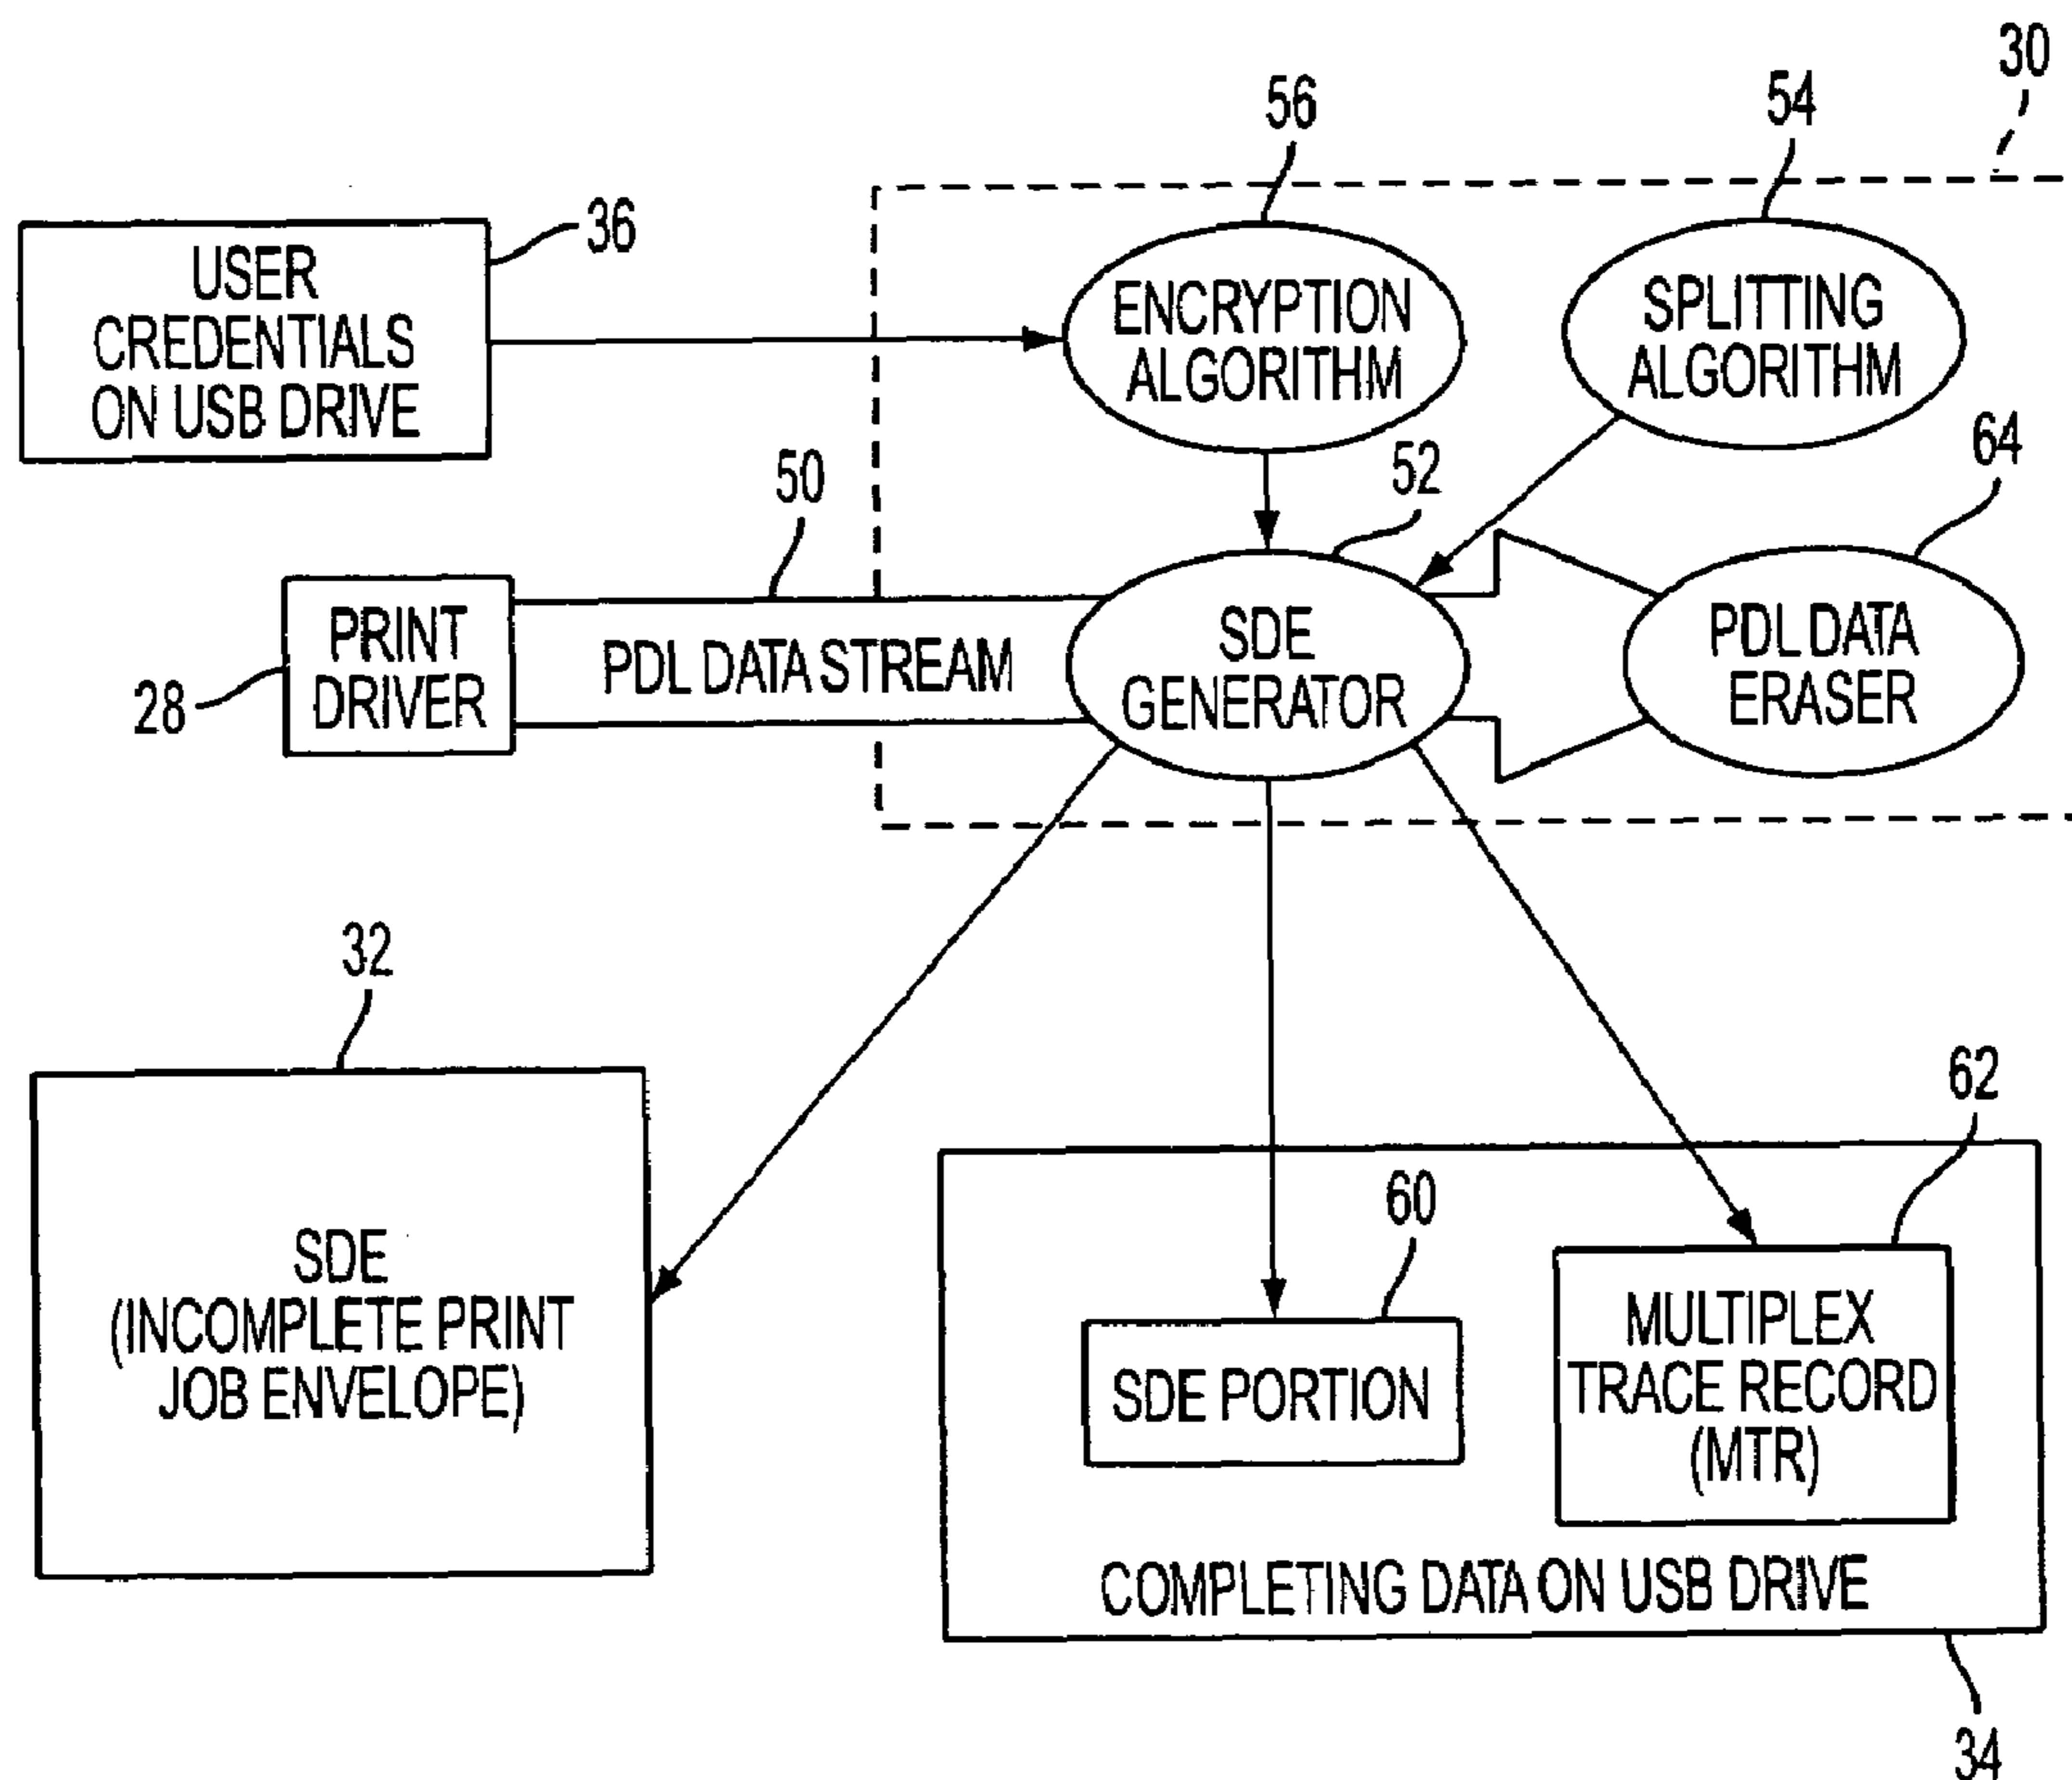 30
56
54
36
USER
CREDENTIALS
ON USB DRIVE
ENCRYPTION
ALGORITHM
SPLITTING
ALGORITHM
50
52
64
PRINT
DRIVER
28
PDL DATA STREAM
SDE
GENERATOR
PDL DATA
ERASER
32
62
SDE
(INCOMPLETE PRINT
JOB ENVELOPE)
60
SDE PORTION
MULTIPLEX
TRACE RECORD
(MTR)
COMPLETING DATA ON USB DRIVE
34